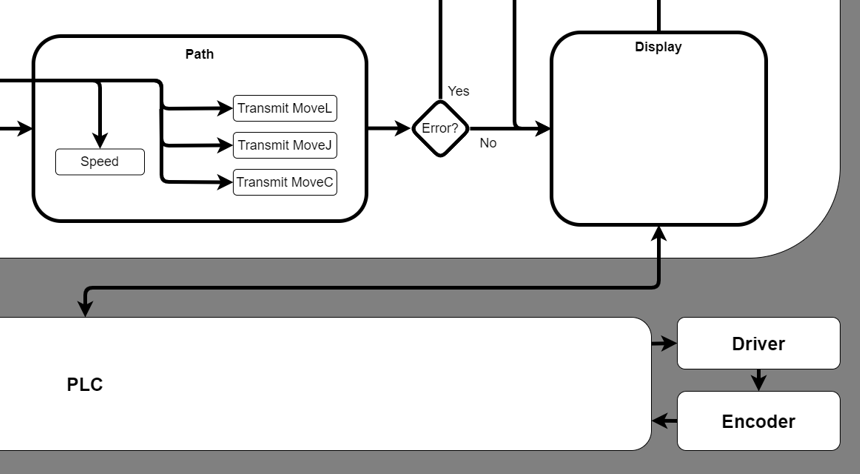 Path
Display
Yes
Transmit MoveL
Error?
No
Transmit MoveJ
Speed
Transmit MoveC
Driver
PLC
Encoder